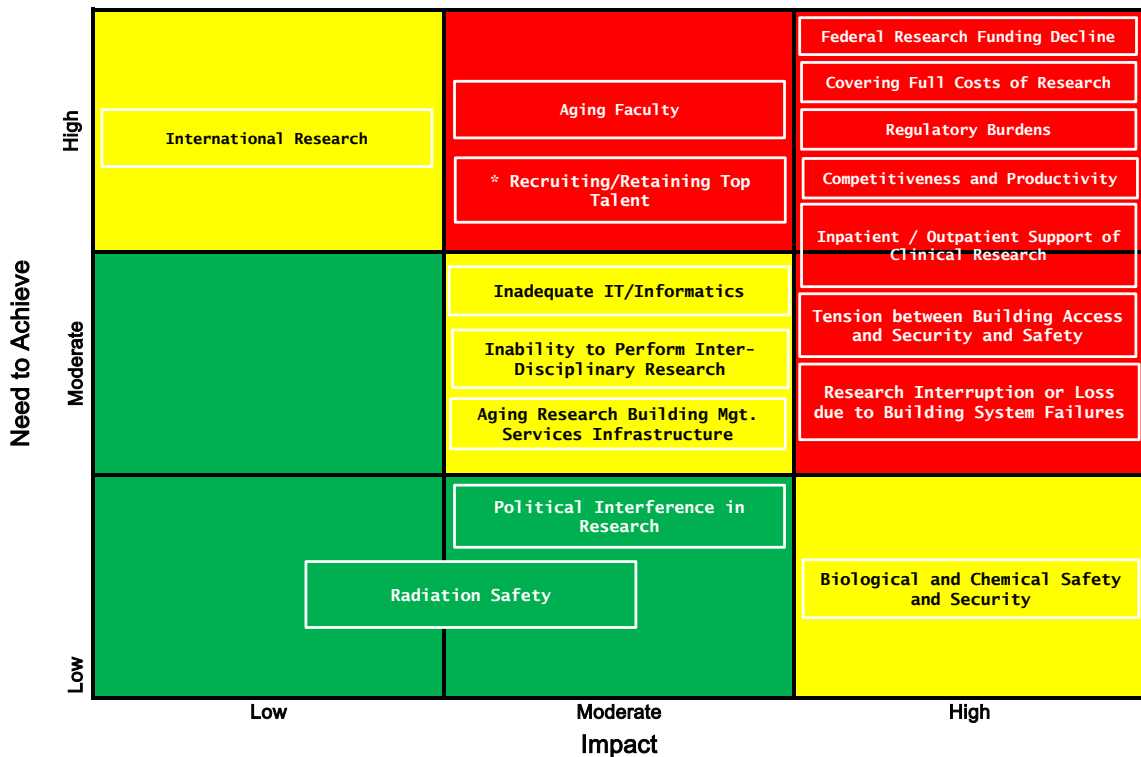 Need to Achieve
High
Moderate
Low
International Research
Aging Faculty
* Recruiting/Retaining Top
Talent
Federal Research Funding Decline
Covering Full Costs of Research
Regulatory Burdens
Competitiveness and Productivity
Inpatient / Outpatient Support of
Clinical Research
Inadequate IT/Informatics
Inability to Perform Inter-
Disciplinary Research
Aging Research Building Mgt.
Services Infrastructure
Tension between Building Access
and Security and Safety
Research Interruption or Loss
due to Building System Failures
Political Interference in
Research
Radiation Safety
Biological and Chemical Safety
and Security
Low
Moderate
High
Impact